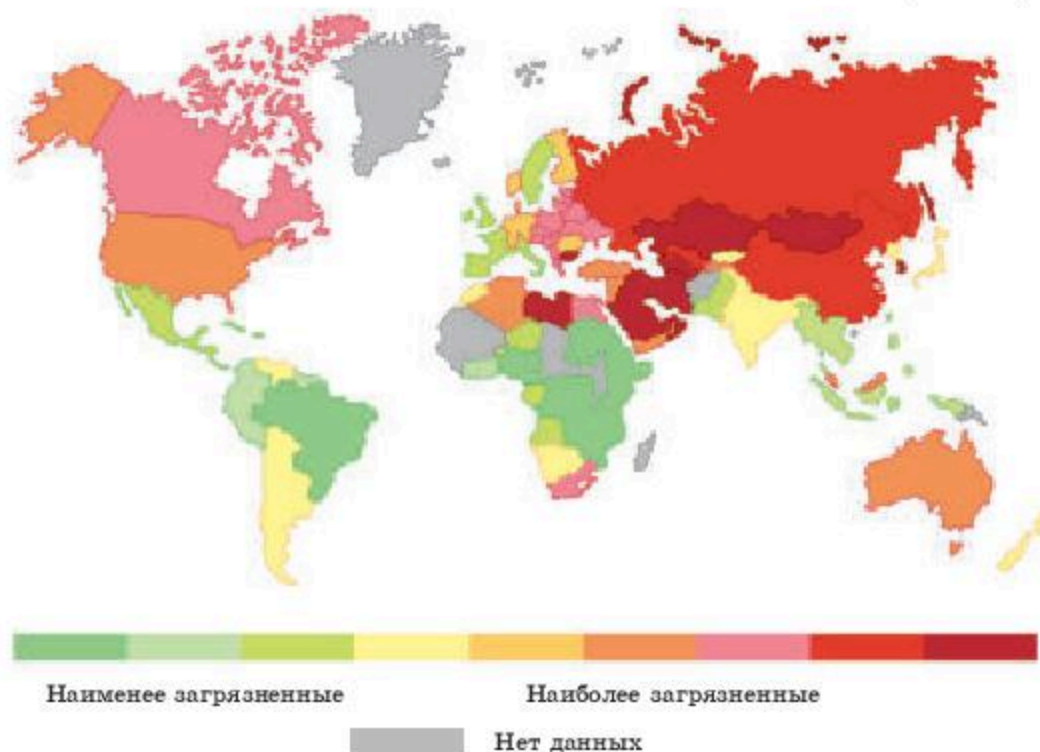 Наименее загрязненные
Наиболее загрязненные
Нет данных